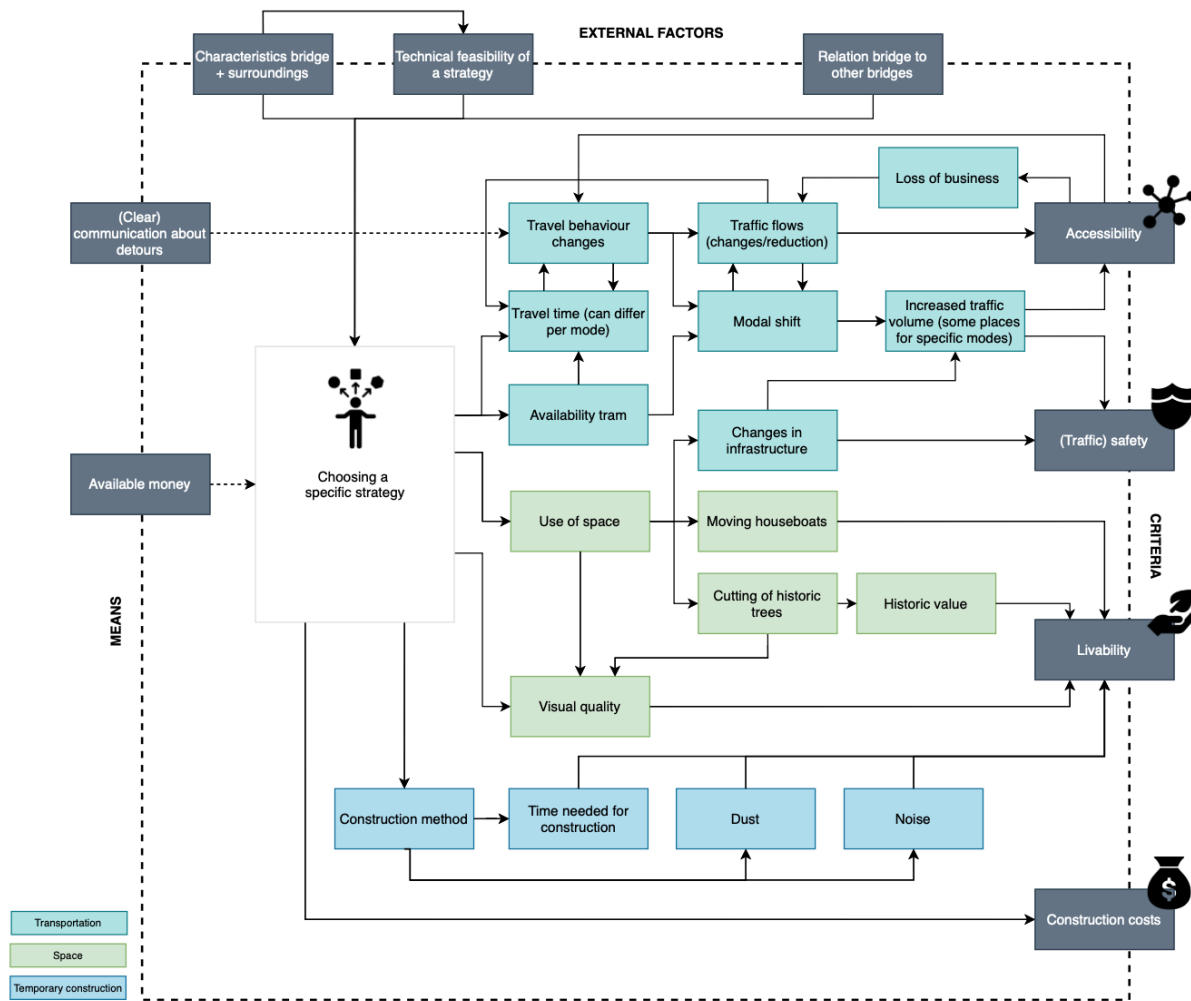 EXTERNAL FACTORS
Characteristics bridge
+ surroundings
Technical feasibility of
a strategy
Relation bridge to
other bridges
Loss of business
(Clear)
communication about
detours
Travel behaviour
changes
Traffic flows
(changes/reduction)
Accessibility
Travel time (can differ
per mode)
Modal shift
Increased traffic
volume (some places
for specific modes)
Availability tram
Changes in
infrastructure
(Traffic) safety
Available money
Choosing a
specific strategy
Use of space
Moving houseboats
CRITERIA
MEANS
Cutting of historic
trees
Historic value
Livability
Visual quality
Construction method
Time needed for
construction
Dust
Noise
$
Construction costs
Transportation
Space
Temporary construction